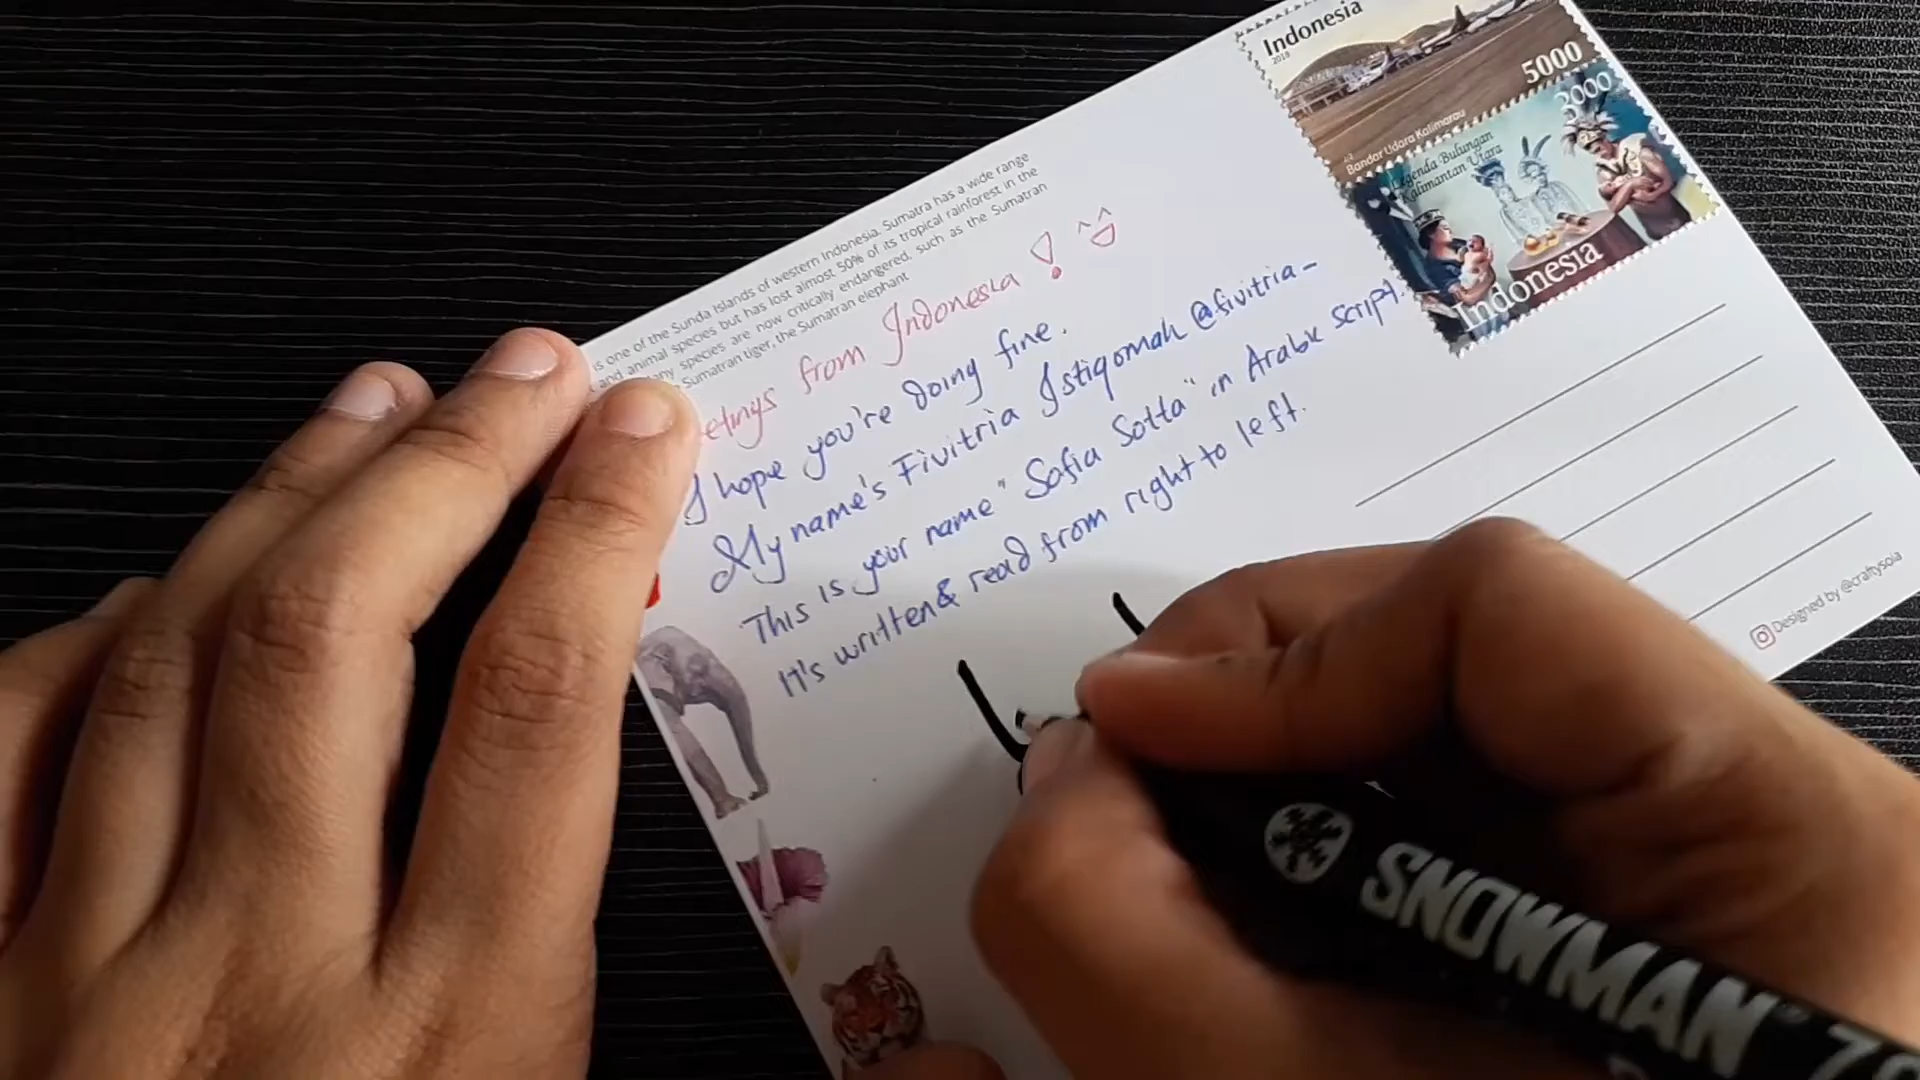 is one of the Sunda Islands of western Indonesia. Sumatra has a wide range
and animal species but has lost almost 50% of its tropical rainforest in the
any species are now critically endangered, such as the Sumatran
Sumatran tiger, the Sumatran elephant
etings from Indonesia!
I hope you're doing fine.
My name's Fivitria Istiqomah @fivitria_
This is your name "Sofia Sotta" in Arabic script.
It's written & read from right to left.
Indonesia
2018
5000
Bandar Udara Kalimarau
3000
Legenda Bulungan
Kalimantan Utara
Indonesia
Designed by @craftysoia
SNOWMAN